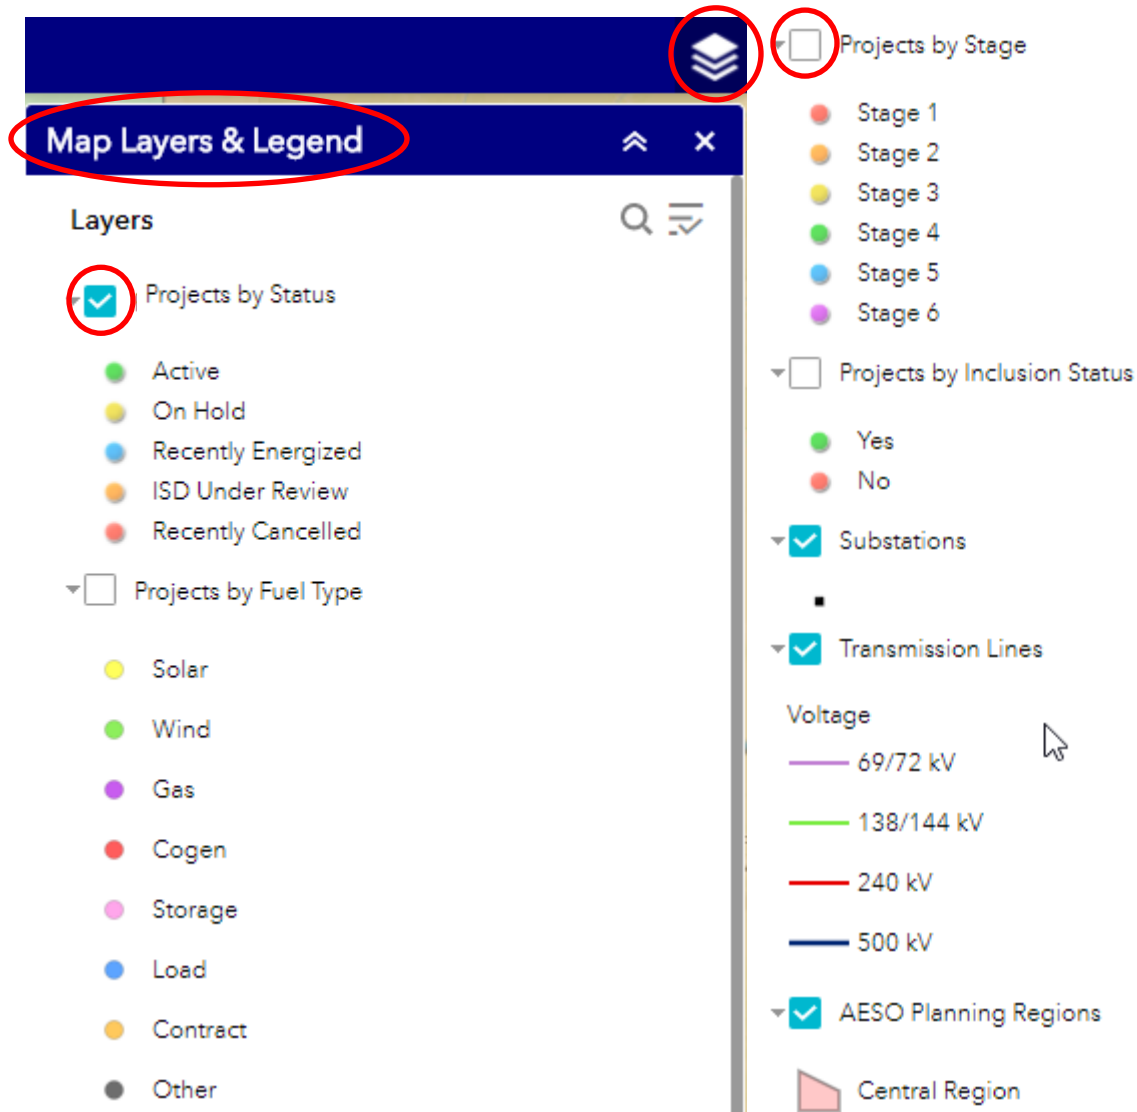 Map Layers & Legend
Layers
Projects by Status
Active
On Hold
Recently Energized
ISD Under Review
Recently Cancelled
Projects by Fuel Type
Solar
Wind
Gas
Cogen
Storage
Load
Contract
Other
Projects by Stage
Stage 1
Stage 2
Stage 3
Stage 4
Stage 5
Stage 6
Projects by Inclusion Status
Yes
No
Substations
Transmission Lines
Voltage
69/72 kV
138/144 kV
240 kV
500 kV
AESO Planning Regions
Central Region